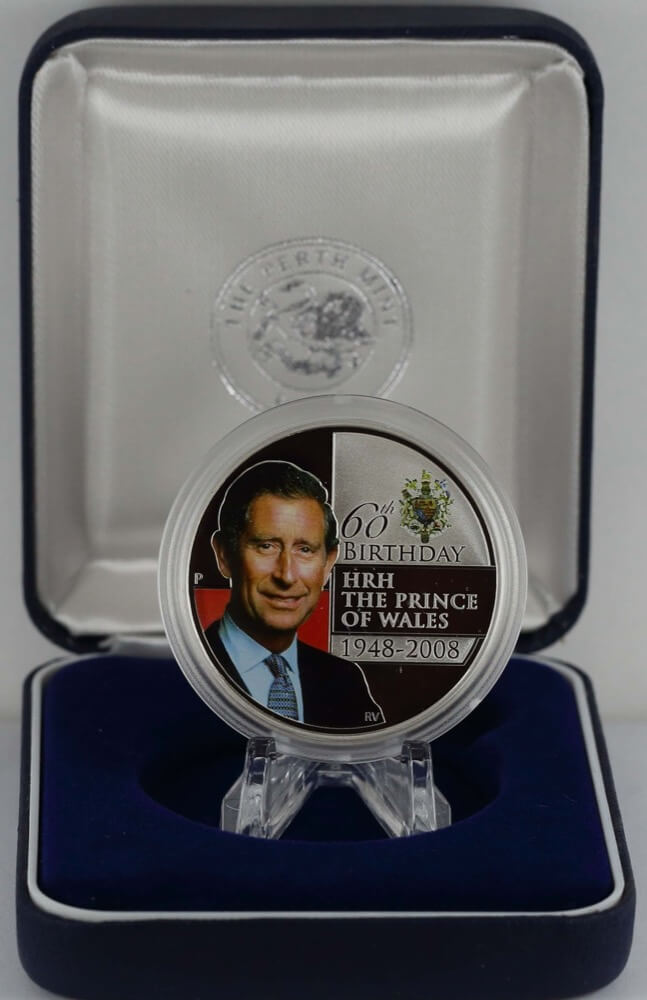 THE PERTH MINT
60th
BIRTHDAY
P
HRH
THE PRINCE
OF WALES
1948-2008
RV